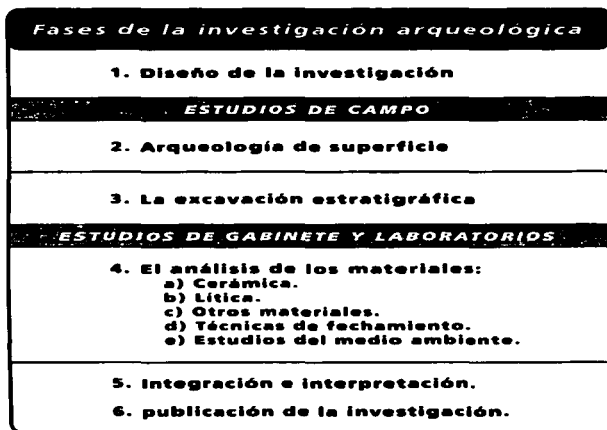 Fases de la investigación arqueológica
1. Diseño de la investigación
ESTUDIOS DE CAMPO
2. Arqueología de superficie
3. La excavación estratigráfica
ESTUDIOS DE GABINETE Y LABORATORIOS
4. El análisis de los materiales:
a) Cerámica.
b) Lítica.
c) Otros materiales.
d) Técnicas de fechamiento.
e) Estudios del medio ambiente.
5. Integración e interpretación.
6. publicación de la investigación.